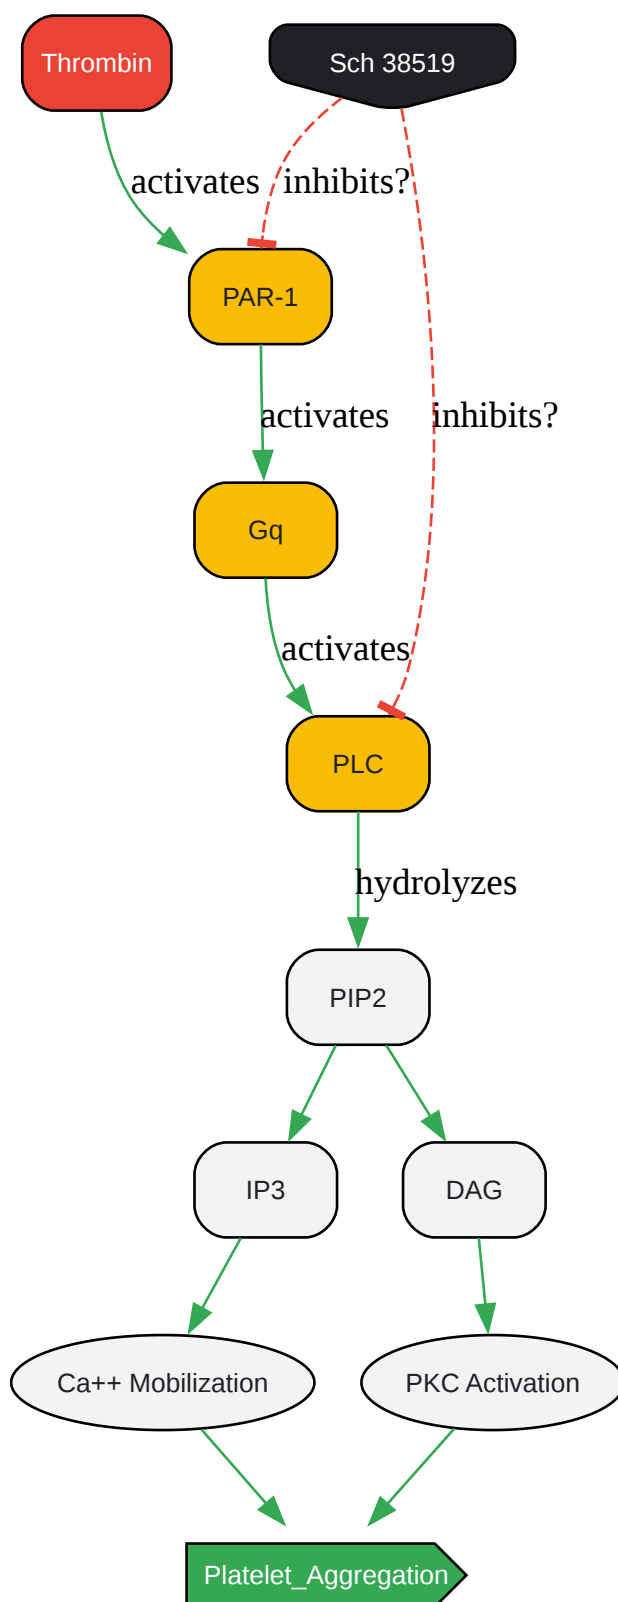 Thrombin
Sch 38519
activates
inhibits?
PAR-1
activates
inhibits?
Gq
activates
PLC
hydrolyzes
PIP2
IP3
DAG
Ca++ Mobilization
PKC Activation
Platelet_Aggregation